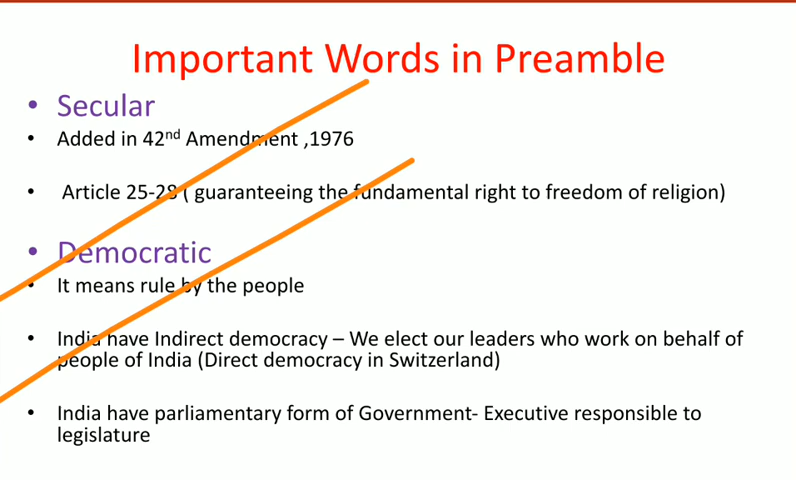 Important Words in Preamble
• Secular
• Added in 42nd Amendment ,1976
• Article 25-28 ( guaranteeing the fundamental right to freedom of religion)
• Democratic
• It means rule by the people
• India have Indirect democracy – We elect our leaders who work on behalf of
people of India (Direct democracy in Switzerland)
• India have parliamentary form of Government- Executive responsible to
legislature